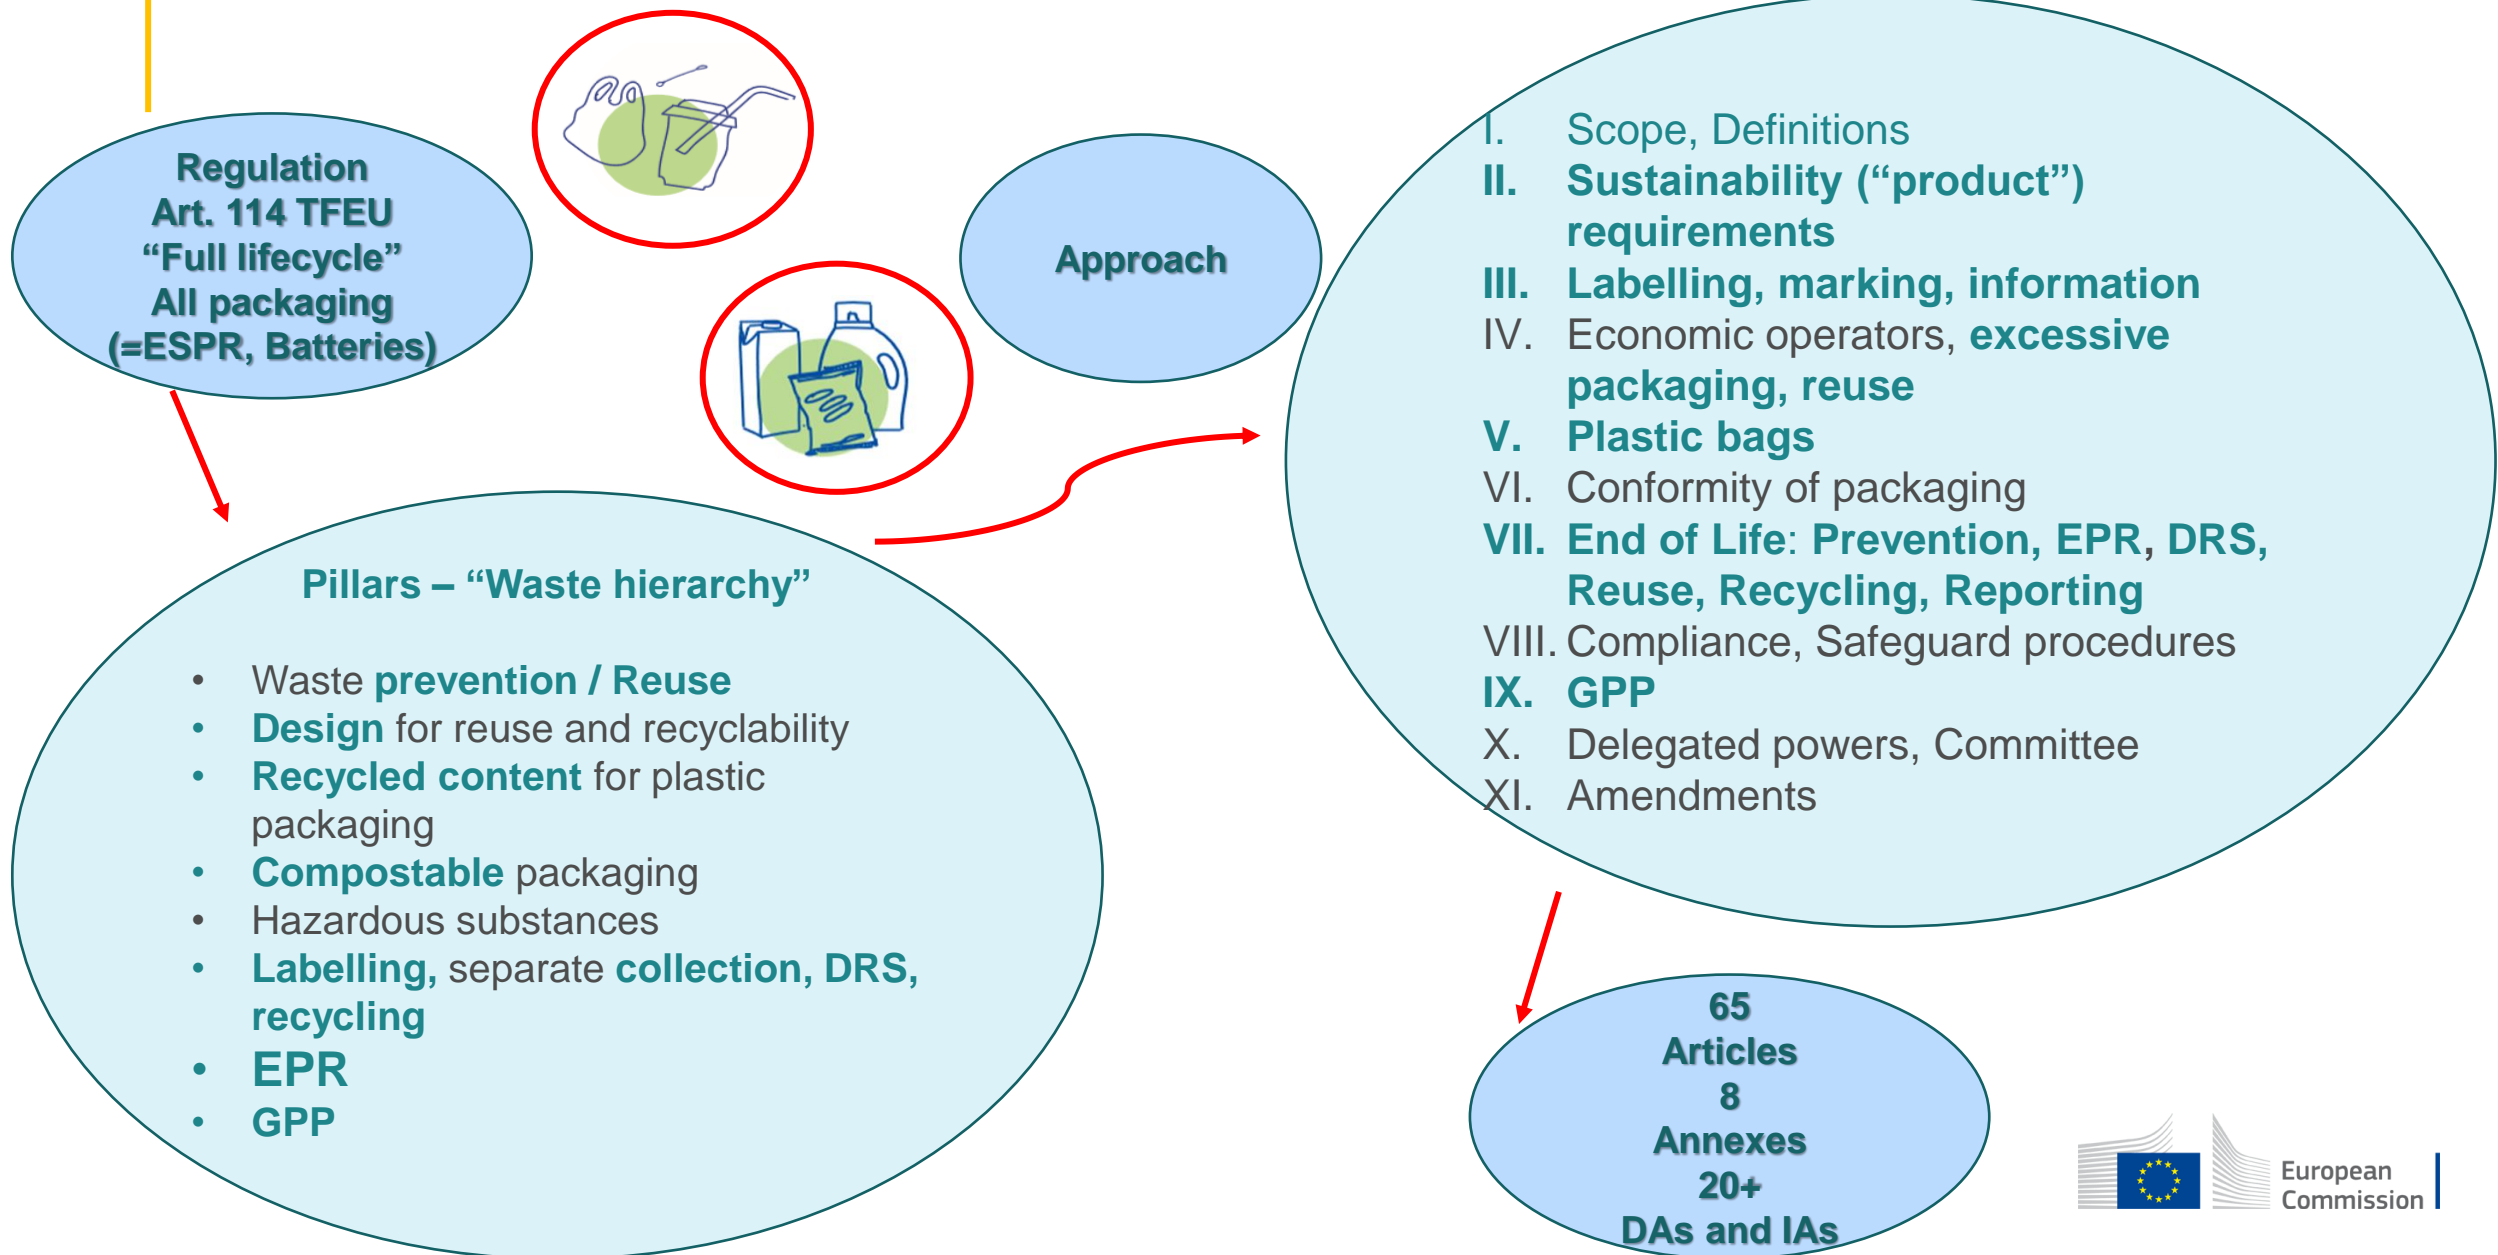 Regulation
Art. 114 TFEU
“Full lifecycle”
All packaging
(=ESPR, Batteries)
Pillars – “Waste hierarchy”
• Waste prevention / Reuse
• Design for reuse and recyclability
• Recycled content for plastic
packaging
• Compostable packaging
• Hazardous substances
• Labelling, separate collection, DRS,
recycling
• EPR
• GPP
Approach
I. Scope, Definitions
II. Sustainability (“product”)
requirements
III. Labelling, marking, information
IV. Economic operators, excessive
packaging, reuse
V. Plastic bags
VI. Conformity of packaging
VII. End of Life: Prevention, EPR, DRS,
Reuse, Recycling, Reporting
VIII. Compliance, Safeguard procedures
IX. GPP
X. Delegated powers, Committee
XI. Amendments
65
Articles
8
Annexes
20+
DAs and IAs
European
Commission